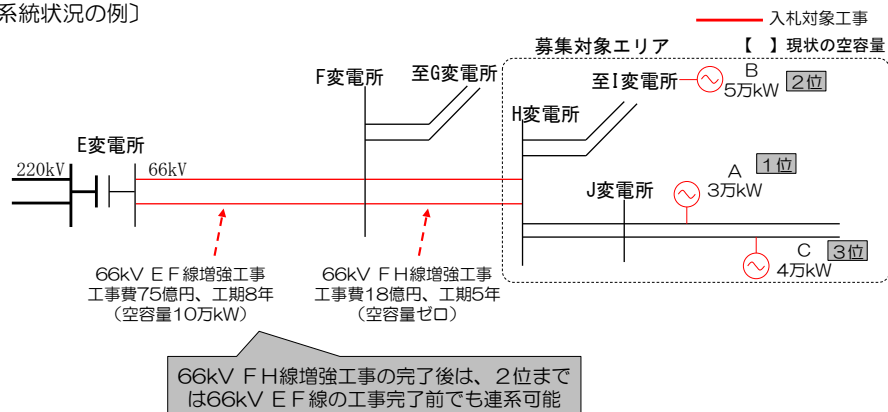 系統状況の例〕
入札対象工事
募集対象エリア
【　】現状の空容量
F変電所
至G変電所
至I変電所
B
5万kW
2位
H変電所
E変電所
220kV
66kV
J変電所
A
1位
3万kW
C
3位
4万kW
66kV EF線増強工事
工事費75億円、工期8年
（空容量10万kW）
66kV FH線増強工事
工事費18億円、工期5年
（空容量ゼロ）
66kV FH線増強工事の完了後は、2位まで
は66kV EF線の工事完了前でも連系可能